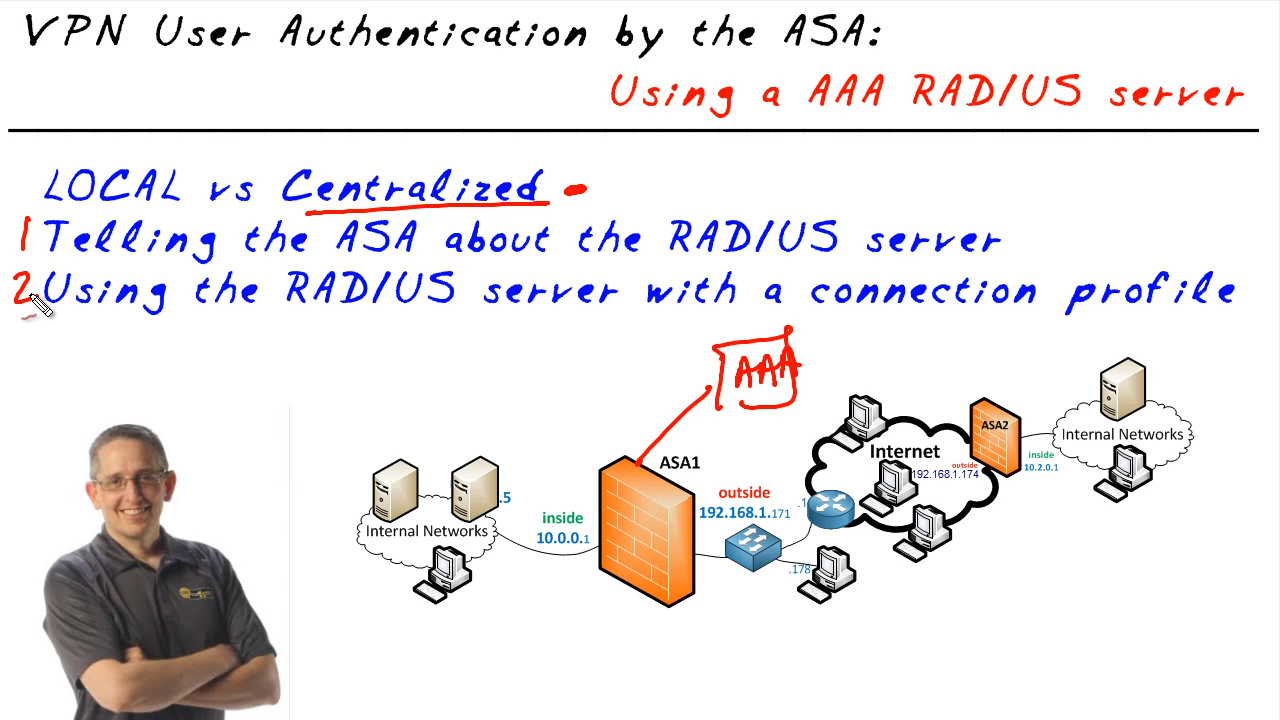 VPN User Authentication by the ASA:
Using a AAA RADIUS server
LOCAL vs Centralized
1 Telling the ASA about the RADIUS server
2 Using the RADIUS server with a connection profile
AAA
ASA2
Internet
Internal Networks
outside
192.168.1.174
inside
10.2.0.1
ASA1
.5
outside
192.168.1.171
inside
10.0.0.1
Internal Networks
.178